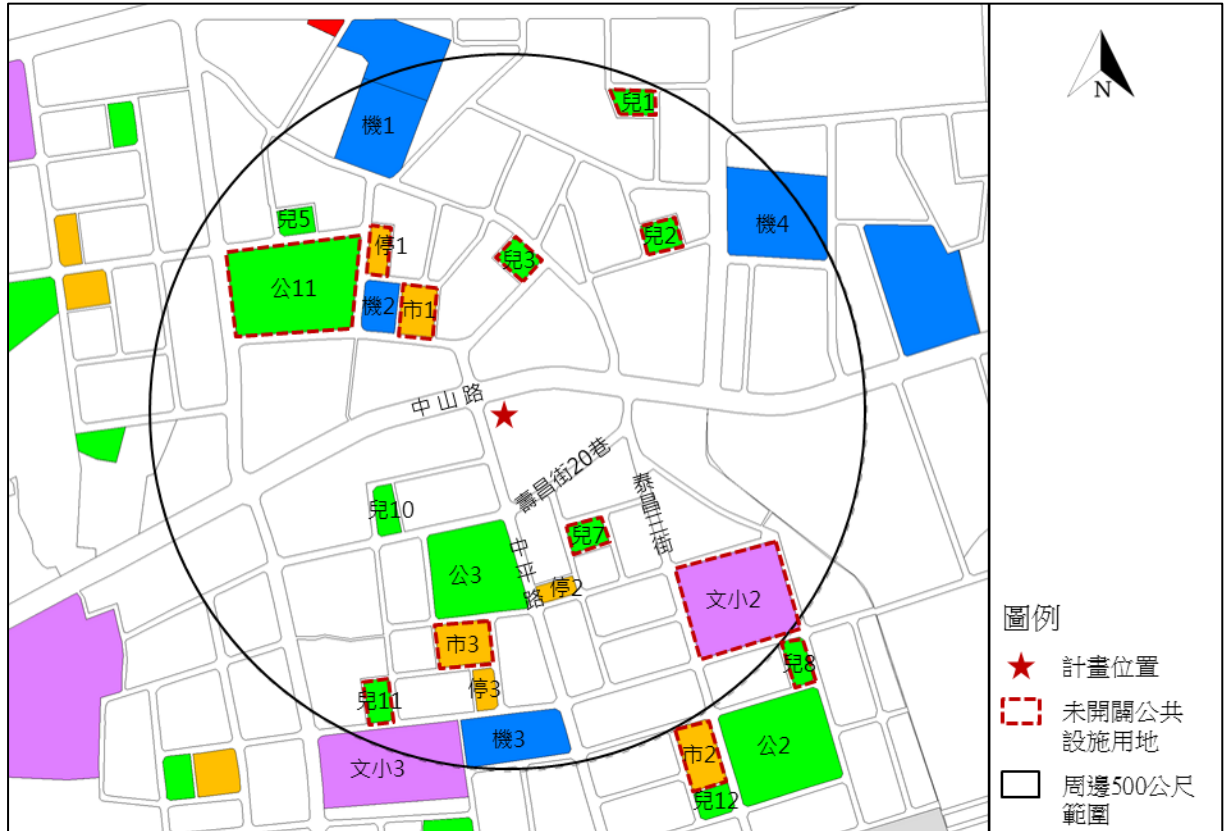 N
兒1
機1
兒5
停1
兒2
機4
兒3
公11
機2
市1
中山路
壽昌街20巷
泰昌三街
兒10
兒7
中平路
公3
停2
文小2
市3
兒8
停3
兒11
機3
市2
公2
文小3
兒12
圖例
計畫位置
未開闢公共
設施用地
周邊500公尺
範圍